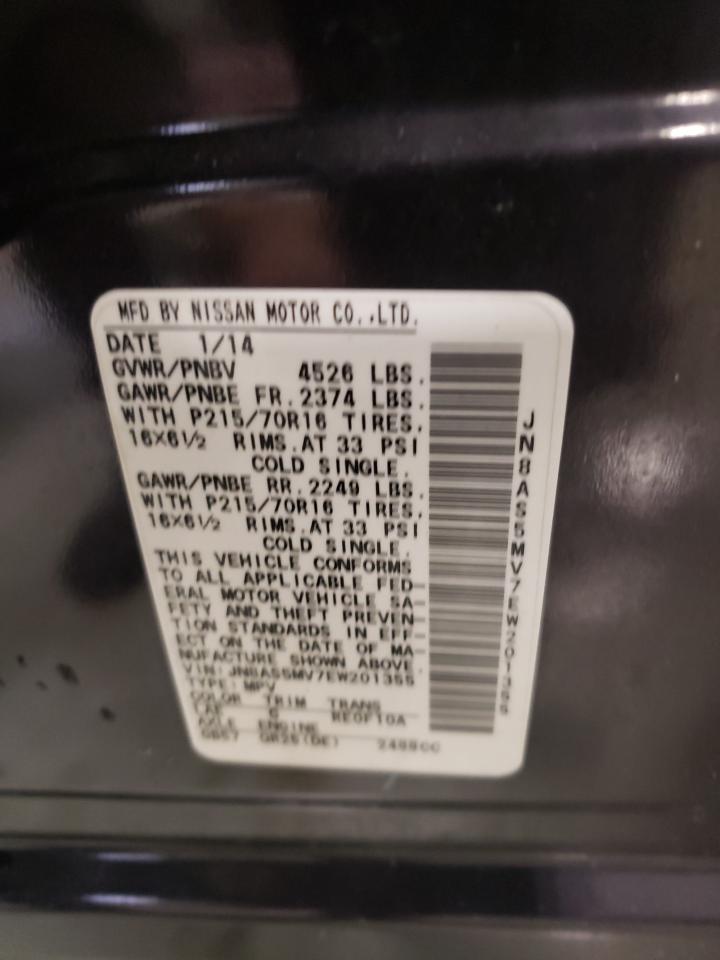 MFD BY NISSAN MOTOR CO.,LTD.
DATE 1/14
GVWR/PNBV 4526 LBS.
GAWR/PNBE FR.2374 LBS.
WITH P215/70R16 TIRES,
16×6½ RIMS.AT 33 PSI
COLD SINGLE.
GAWR/PNBE RR.2249 LBS.
WITH P215/70R16 TIRES,
16×6½ RIMS.AT 33 PSI
COLD SINGLE.
THIS VEHICLE CONFORMS
TO ALL APPLICABLE FED-
ERAL MOTOR VEHICLE SA-
FETY AND THEFT PREVEN-
TION STANDARDS IN EFF-
ECT ON THE DATE OF MA-
NUFACTURE SHOWN ABOVE.
VIN: JN8AS5MV7EW201355
TYPE: MPV
COLOR TRIM TRANS
RE0F10A
AXLE ENGINE
QR25(DE) 2488CC
JN8AS5MV7EW201355